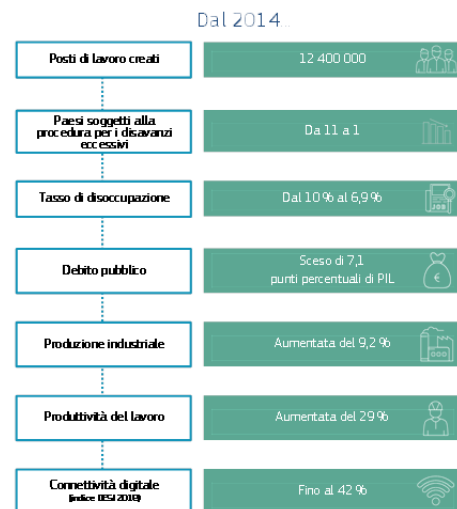 Dal 2014...
Posti di lavoro creati
12 400 000
Paesi soggetti alla
procedura per i disavanzi
eccessivi
Da 11 a 1
Tasso di disoccupazione
Dal 10 % al 6,9 %
JOB
Debito pubblico
Sceso di 7,1
punti percentuali di PIL
€
Produzione industriale
Aumentata del 9,2 %
Produttività del lavoro
Aumentata del 29 %
Connettività digitale
(indice DESI 2018)
Fino al 42 %